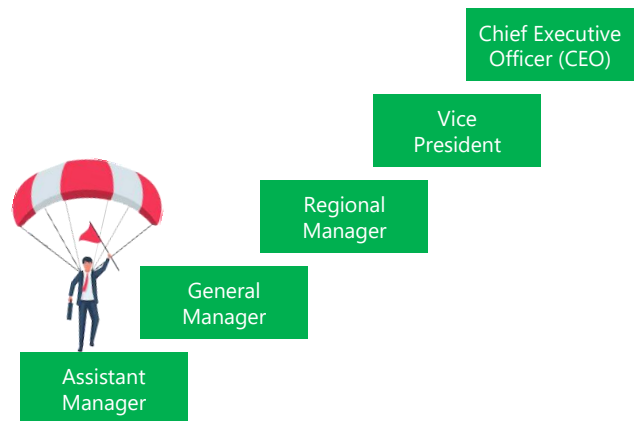 Chief Executive
Officer (CEO)
Vice
President
Regional
Manager
General
Manager
Assistant
Manager